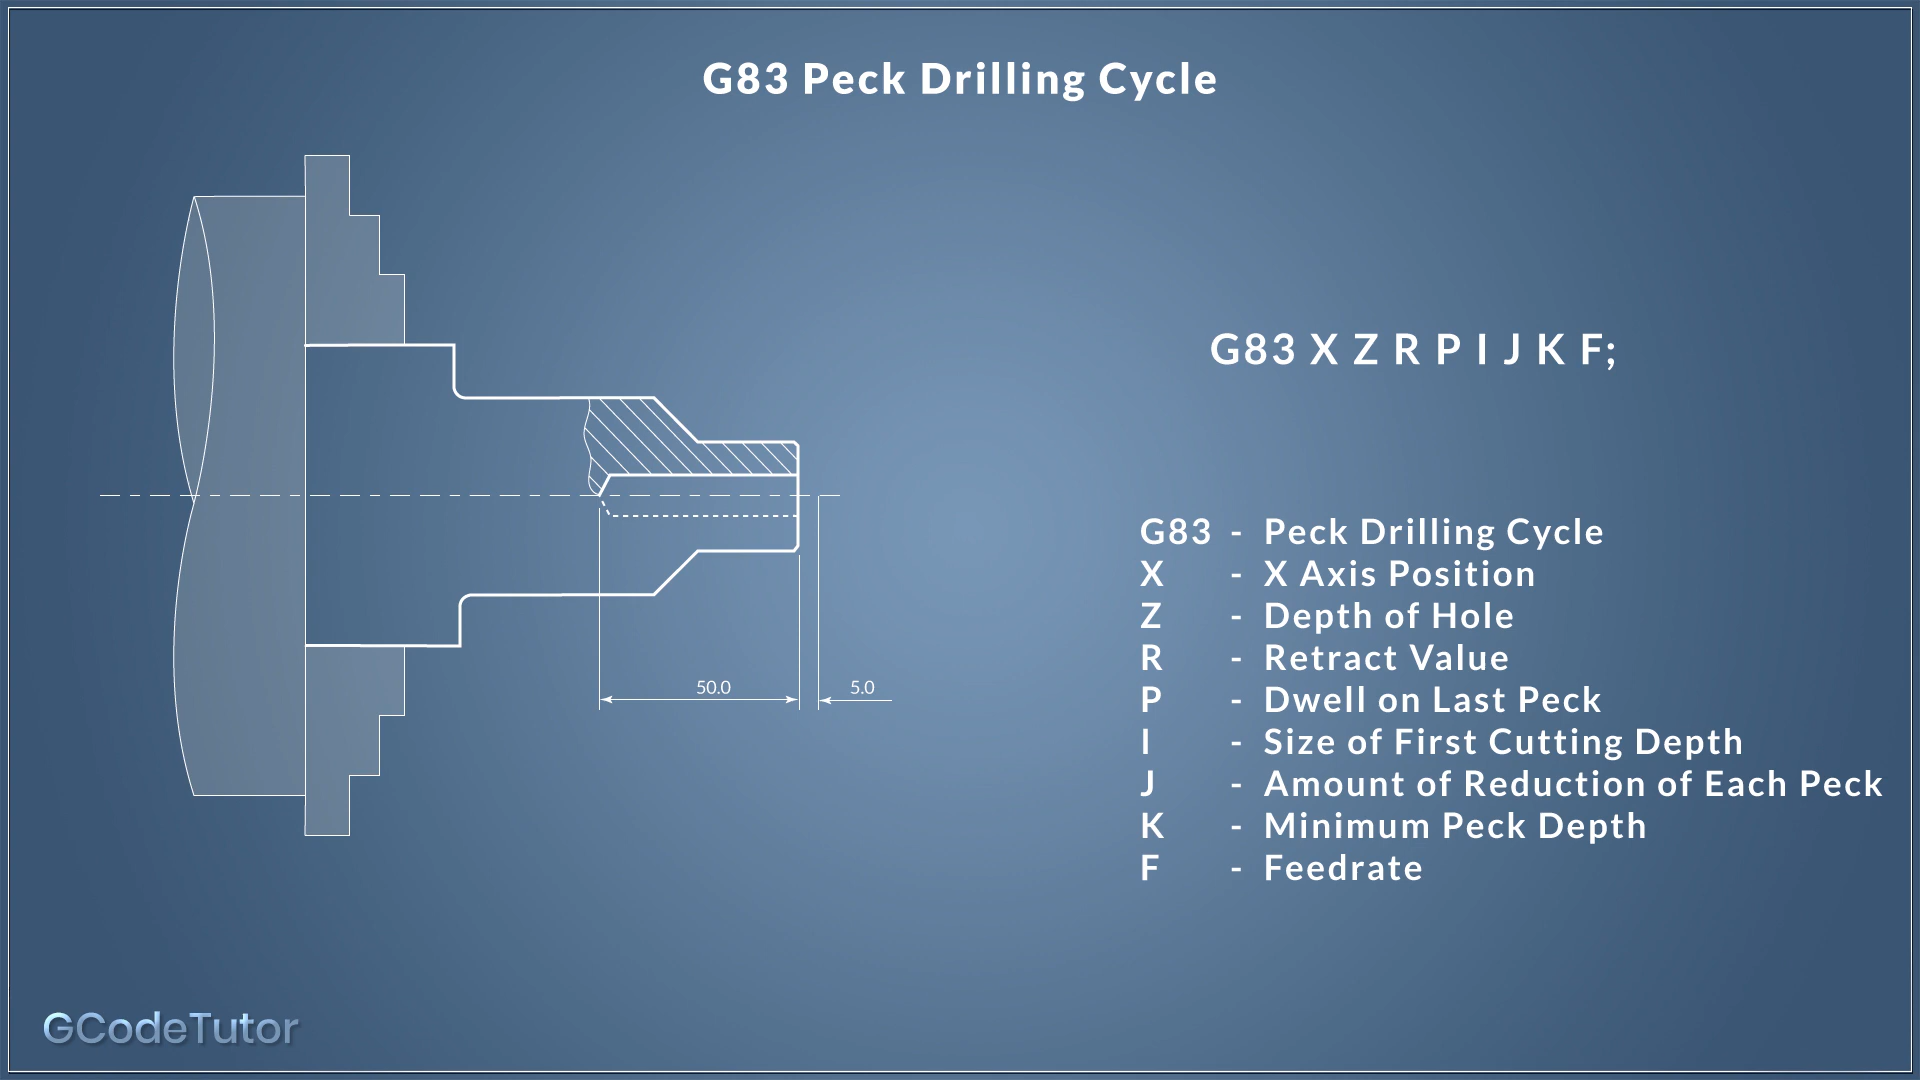 G83 Peck Drilling Cycle
G83 X Z R P I J K F;
G83 - Peck Drilling Cycle
X - X Axis Position
Z - Depth of Hole
R - Retract Value
P - Dwell on Last Peck
I - Size of First Cutting Depth
J - Amount of Reduction of Each Peck
K - Minimum Peck Depth
F - Feedrate
50.0
5.0
GCodeTutor